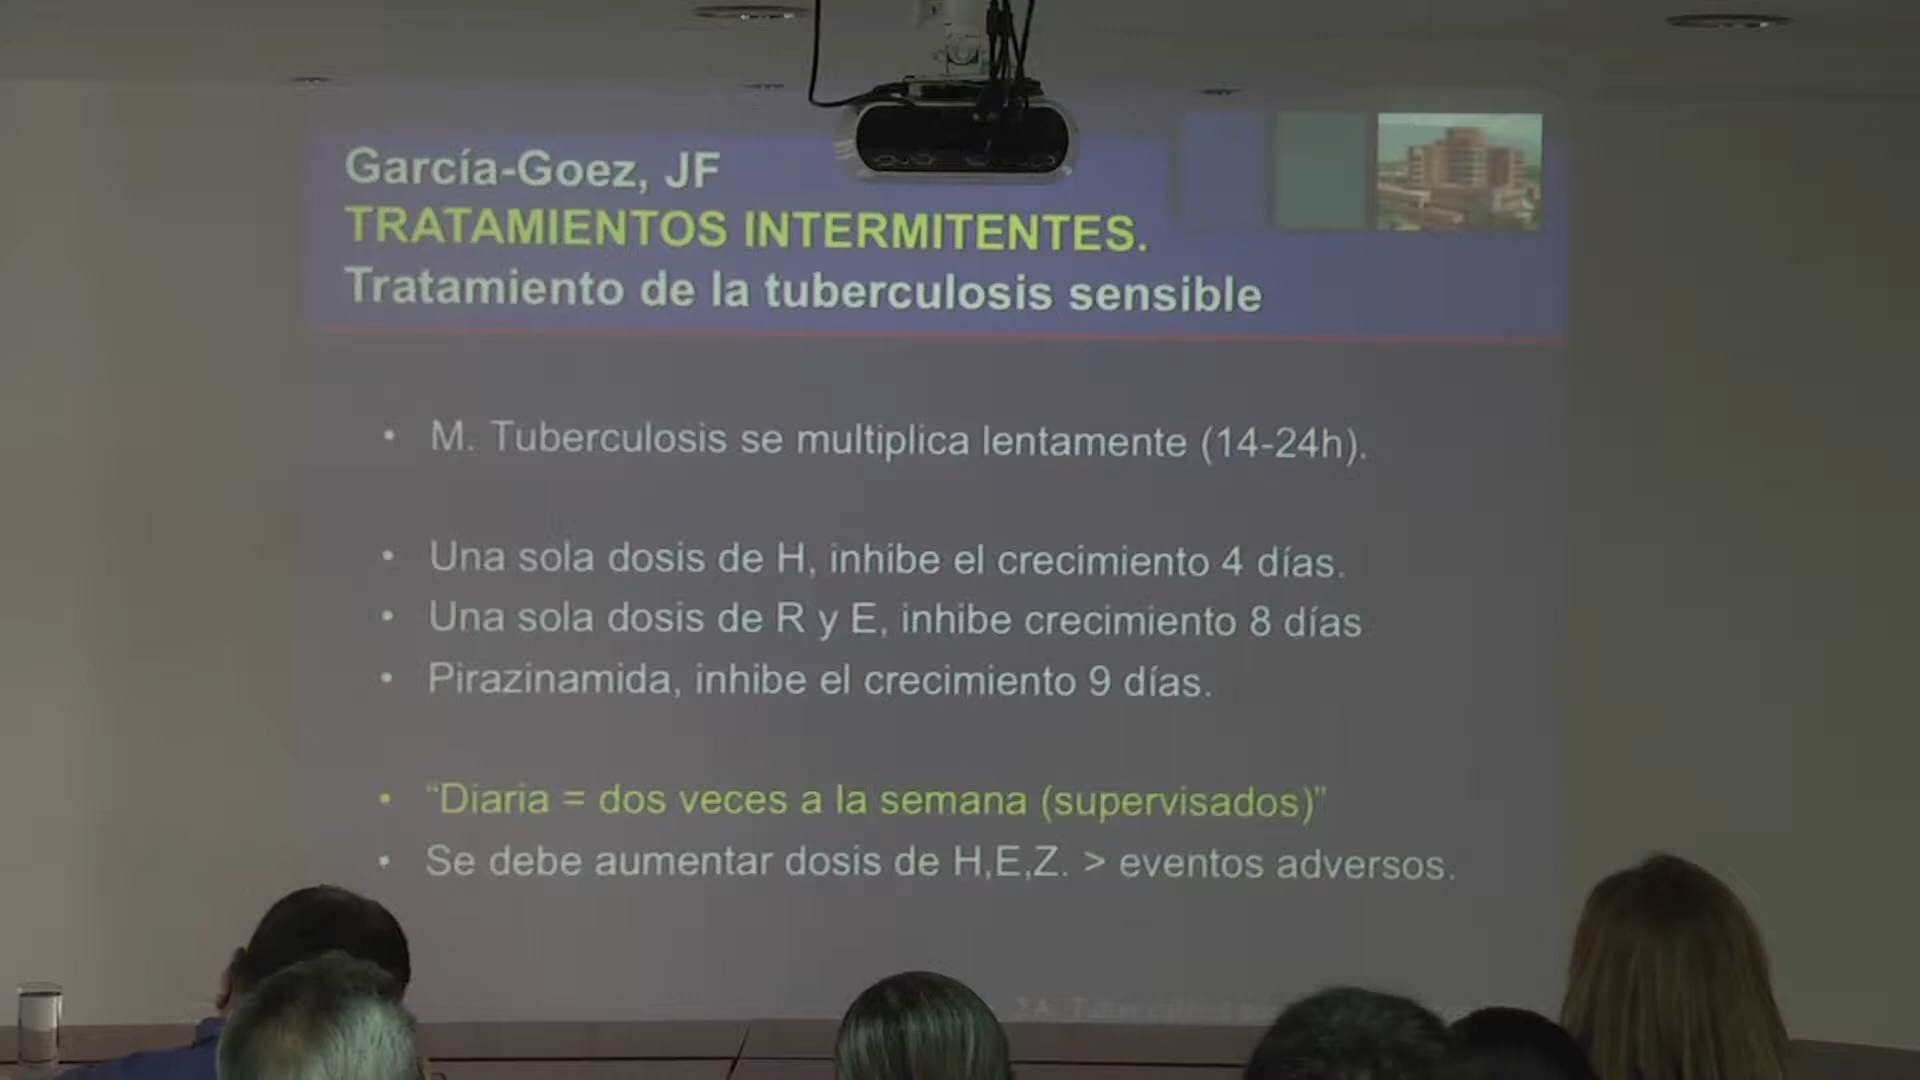 García-Goez, JF
TRATAMIENTOS INTERMITENTES.
Tratamiento de la tuberculosis sensible
• M. Tuberculosis se multiplica lentamente (14-24h).
• Una sola dosis de H, inhibe el crecimiento 4 días.
• Una sola dosis de R y E, inhibe crecimiento 8 días
• Pirazinamida, inhibe el crecimiento 9 días.
• “Diaria = dos veces a la semana (supervisados)”
• Se debe aumentar dosis de H,E,Z. > eventos adversos.